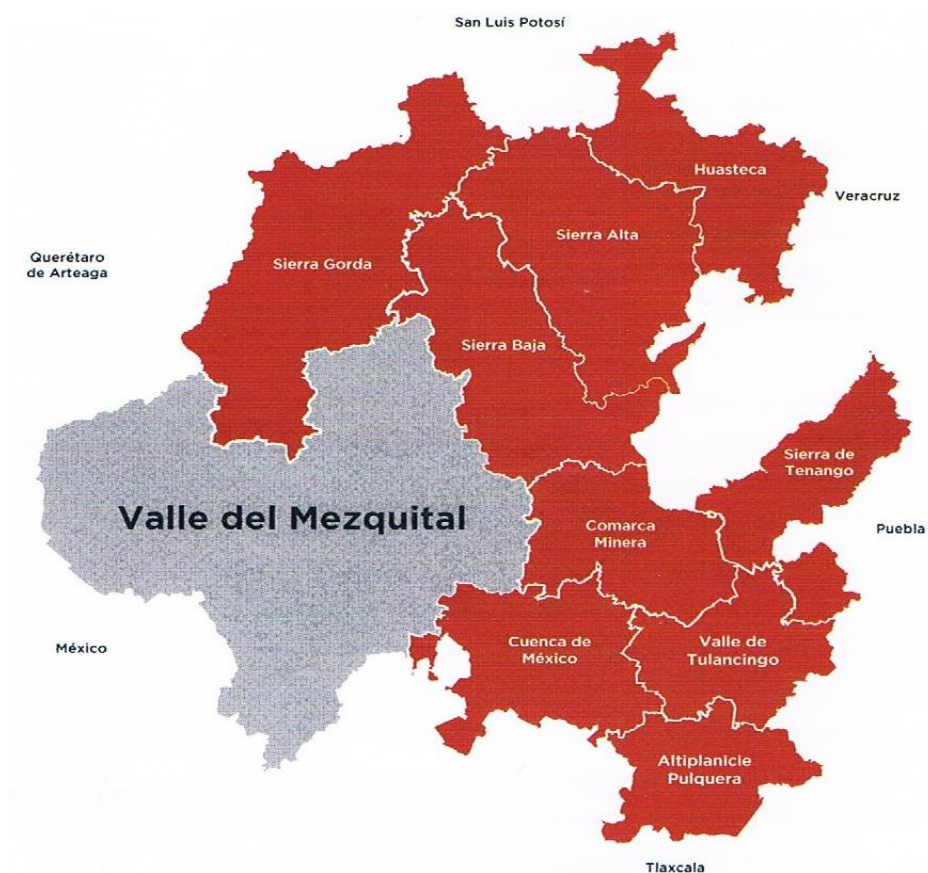 San Luis Potosí
Huasteca
Veracruz
Sierra Alta
Querétaro
de Arteaga
Sierra Gorda
Sierra Baja
Sierra de
Tenango
Valle del Mezquital
Comarca
Minera
Puebla
México
Cuenca de
México
Valle de
Tulancingo
Altiplanicie
Pulquera
Tlaxcala